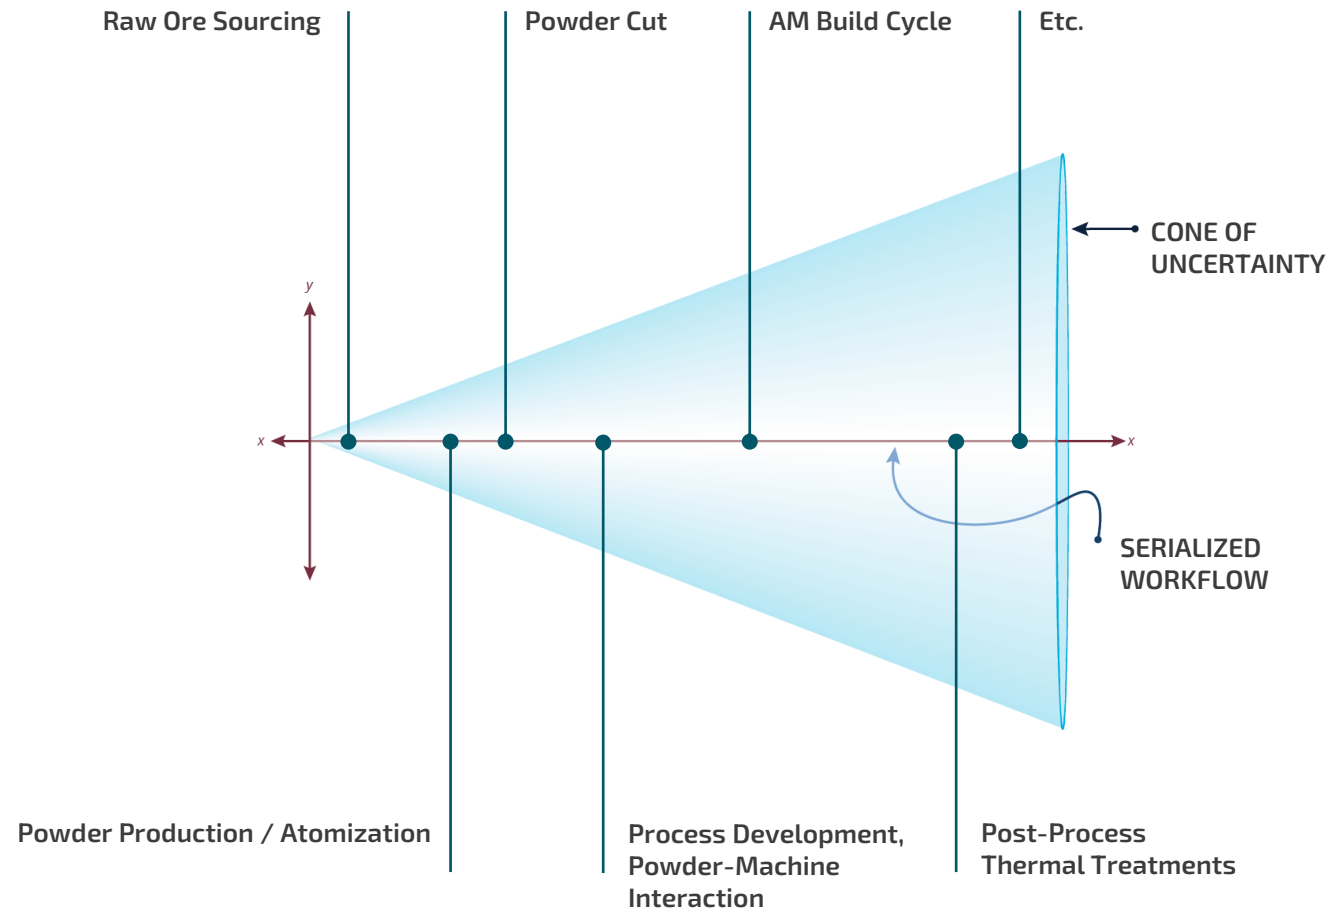 Raw Ore Sourcing
Powder Cut
AM Build Cycle
Etc.
CONE OF
UNCERTAINTY
y
x
x
SERIALIZED
WORKFLOW
Powder Production / Atomization
Process Development,
Powder-Machine
Interaction
Post-Process
Thermal Treatments